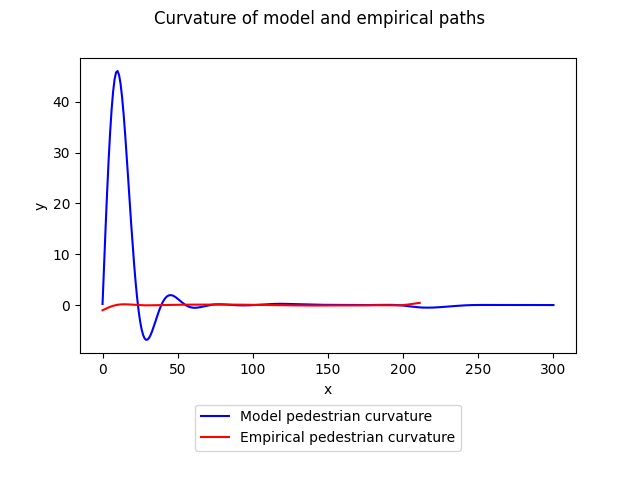 Curvature of model and empirical paths
40
30
20
10
0
y
0 50 100 150 200 250 300
x
Model pedestrian curvature
Empirical pedestrian curvature